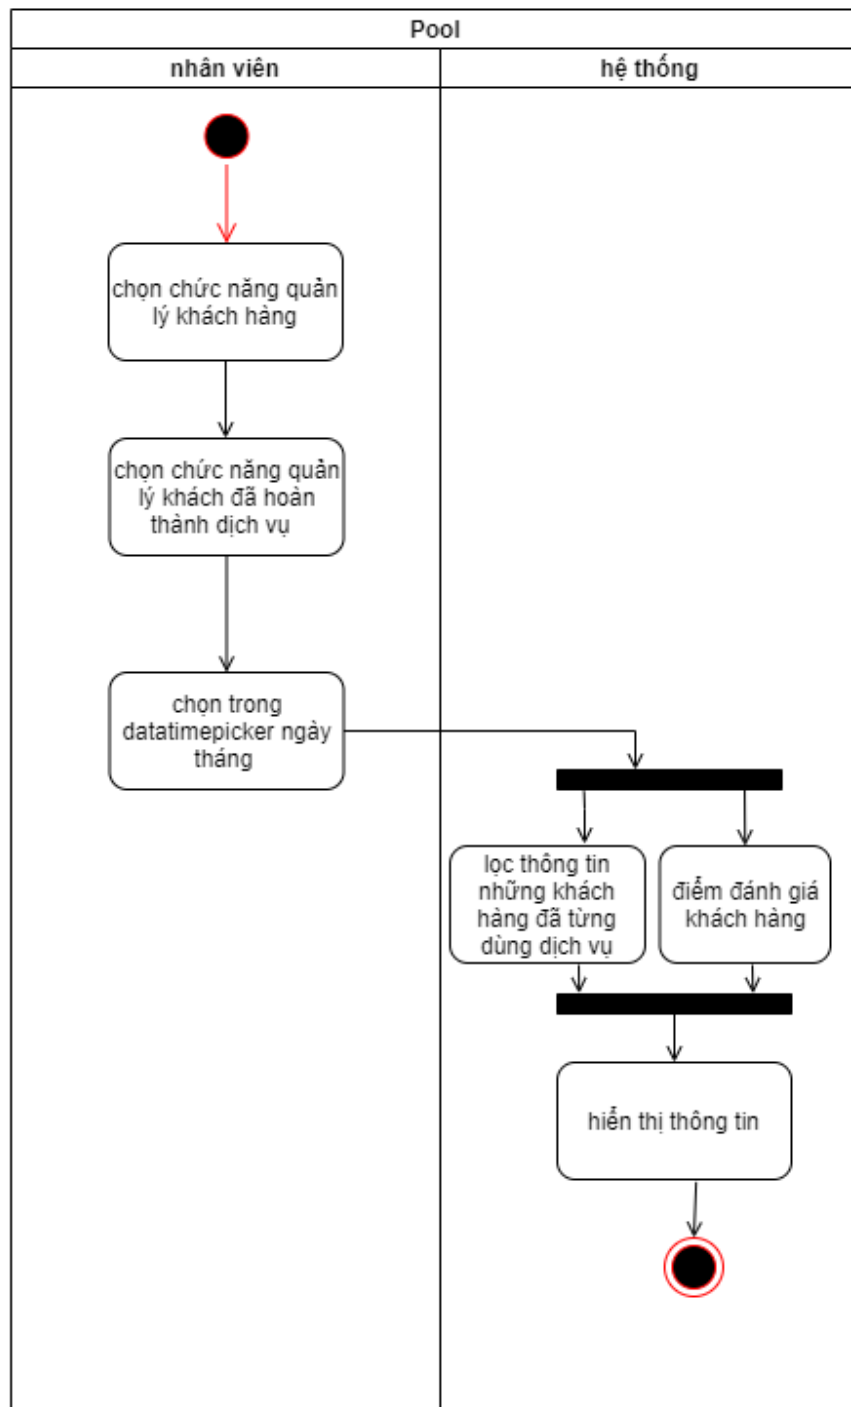 Pool
nhân viên
hệ thống
chọn chức năng quản
lý khách hàng
chọn chức năng quản
lý khách đã hoàn
thành dịch vụ
chọn trong
datatimepicker ngày
tháng
lọc thông tin
những khách
hàng đã từng
dùng dịch vụ
điểm đánh giá
khách hàng
hiển thị thông tin